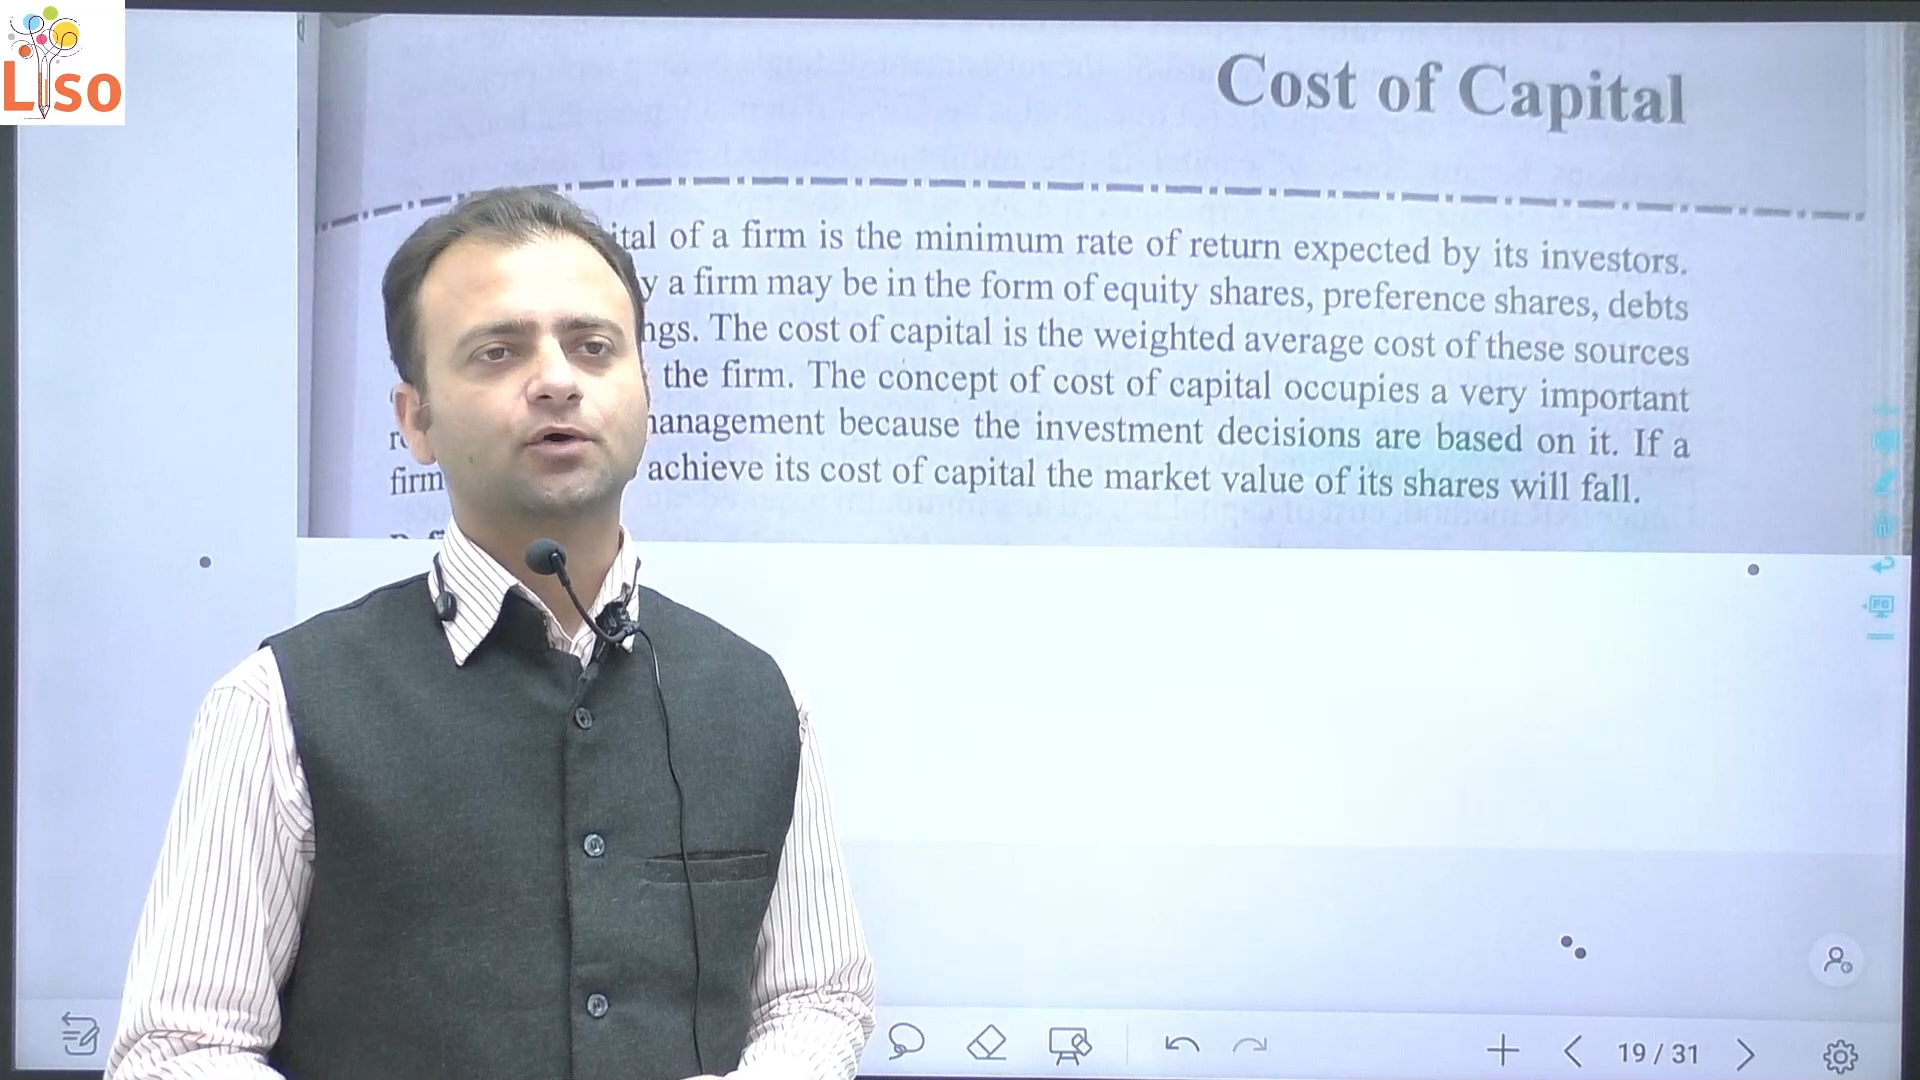 Liso
Cost of Capital
ital of a firm is the minimum rate of return expected by its investors.
y a firm may be in the form of equity shares, preference shares, debts
ngs. The cost of capital is the weighted average cost of these sources
the firm. The concept of cost of capital occupies a very important
anagement because the investment decisions are based on it. If a
firm achieve its cost of capital the market value of its shares will fall.
19 / 31